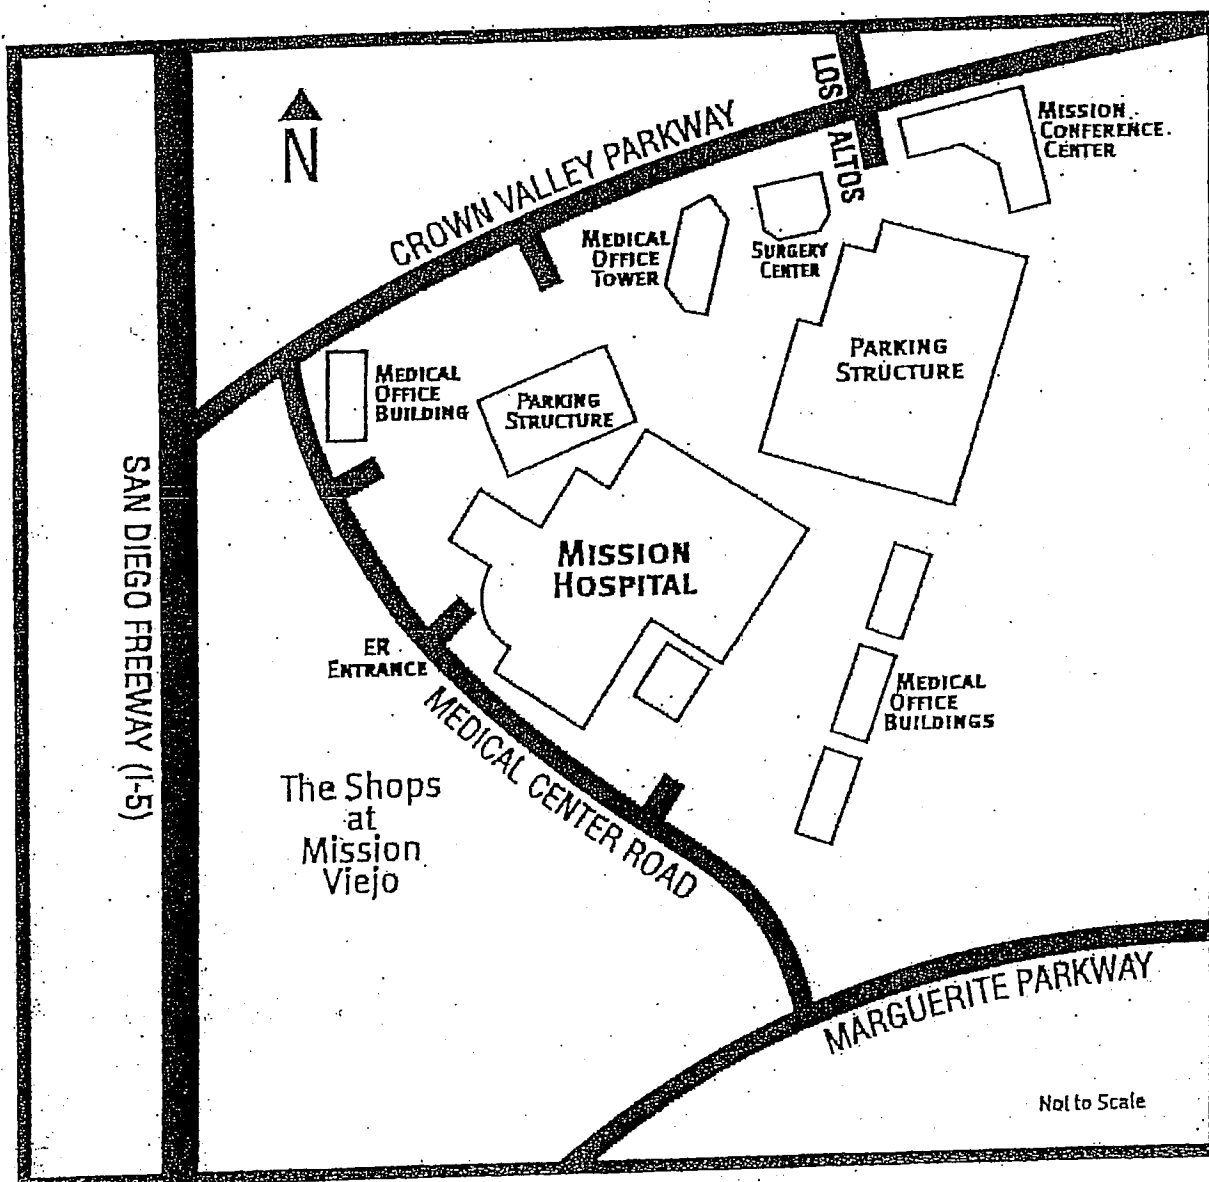 LOS
ALTOS
MISSION
CONFERENCE
CENTER
N
CROWN VALLEY PARKWAY
MEDICAL
OFFICE
TOWER
SURGERY
CENTER
PARKING
STRUCTURE
MEDICAL
OFFICE
BUILDING
PARKING
STRUCTURE
SAN DIEGO FREEWAY (I-5)
MISSION
HOSPITAL
ER
ENTRANCE
MEDICAL
OFFICE
BUILDINGS
MEDICAL CENTER ROAD
The Shops
at
Mission
Viejo
MARGUERITE PARKWAY
Not to Scale